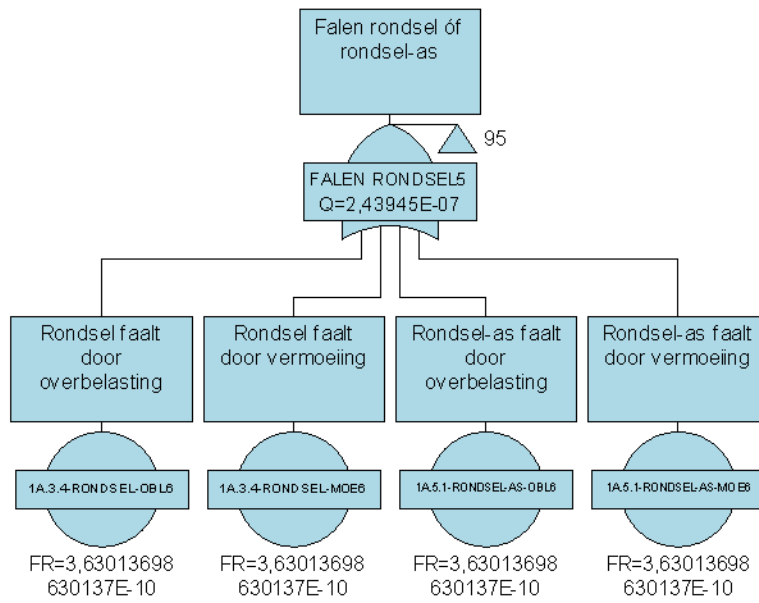 Falen rondsel óf
rondsel-as
95
FALEN RONDSEL5
Q=2,43945E-07
Rondsel faalt
door
overbelasting
Rondsel faalt
door vermoeiing
Rondsel-as faalt
door
overbelasting
Rondsel-as faalt
door vermoeiing
1A.3.4-RONDSEL-OBL6
1A.3.4-RONDSEL-MOE6
1A.5.1-RONDSEL-AS-OBL6
1A.5.1-RONDSEL-AS-MOE6
FR=3,63013698
630137E-10
FR=3,63013698
630137E-10
FR=3,63013698
630137E-10
FR=3,63013698
630137E-10